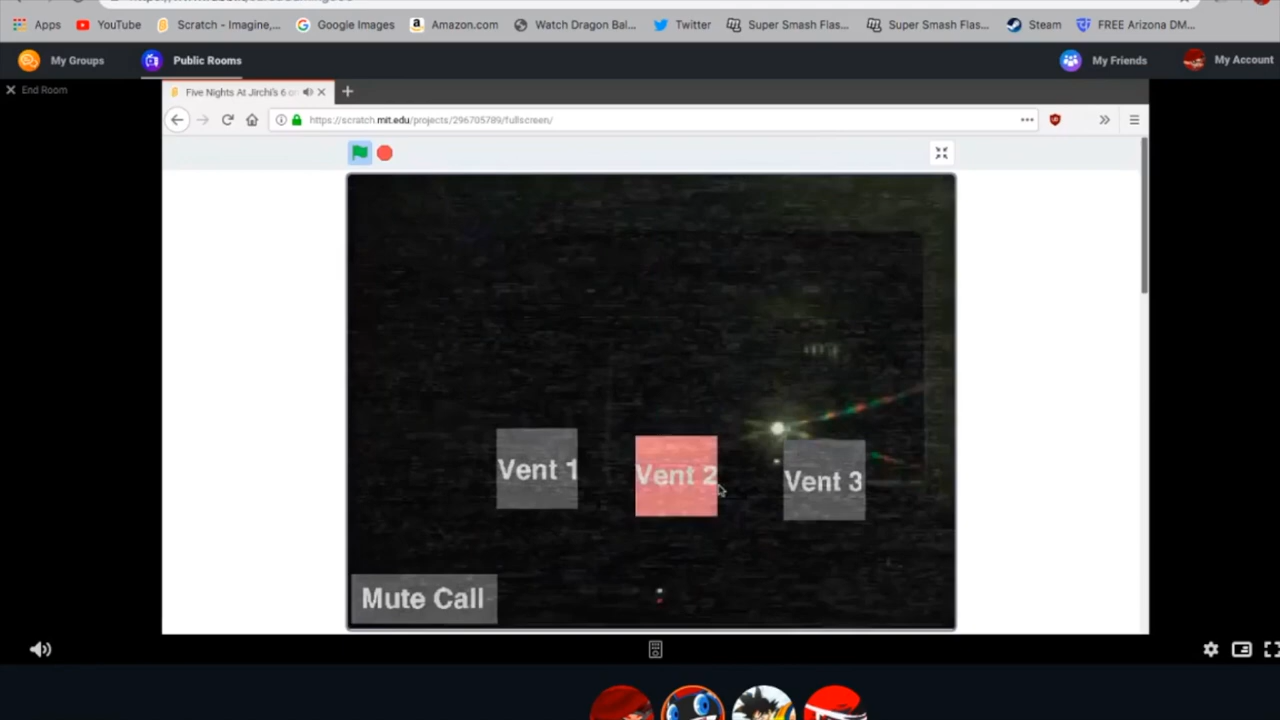 Apps YouTube Scratch - Imagine,... Google Images Amazon.com Watch Dragon Bal... Twitter Super Smash Flas... Super Smash Flas... Steam FREE Arizona DM...
My Groups Public Rooms My Friends My Account
End Room
Five Nights At Jirchi's 6 o
https://scratch.mit.edu/projects/296705789/fullscreen/
Vent 1 Vent 2 Vent 3
Mute Call